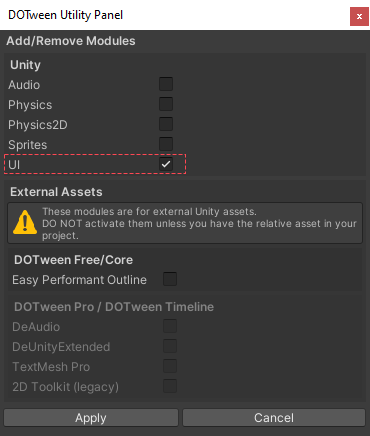 DOTween Utility Panel
x
Add/Remove Modules
Unity
Audio
Physics
Physics2D
Sprites
UI
External Assets
These modules are for external Unity assets.
DO NOT activate them unless you have the relative asset in your
project.
DOTween Free/Core
Easy Performant Outline
DOTween Pro / DOTween Timeline
DeAudio
DeUnityExtended
TextMesh Pro
2D Toolkit (legacy)
Apply
Cancel